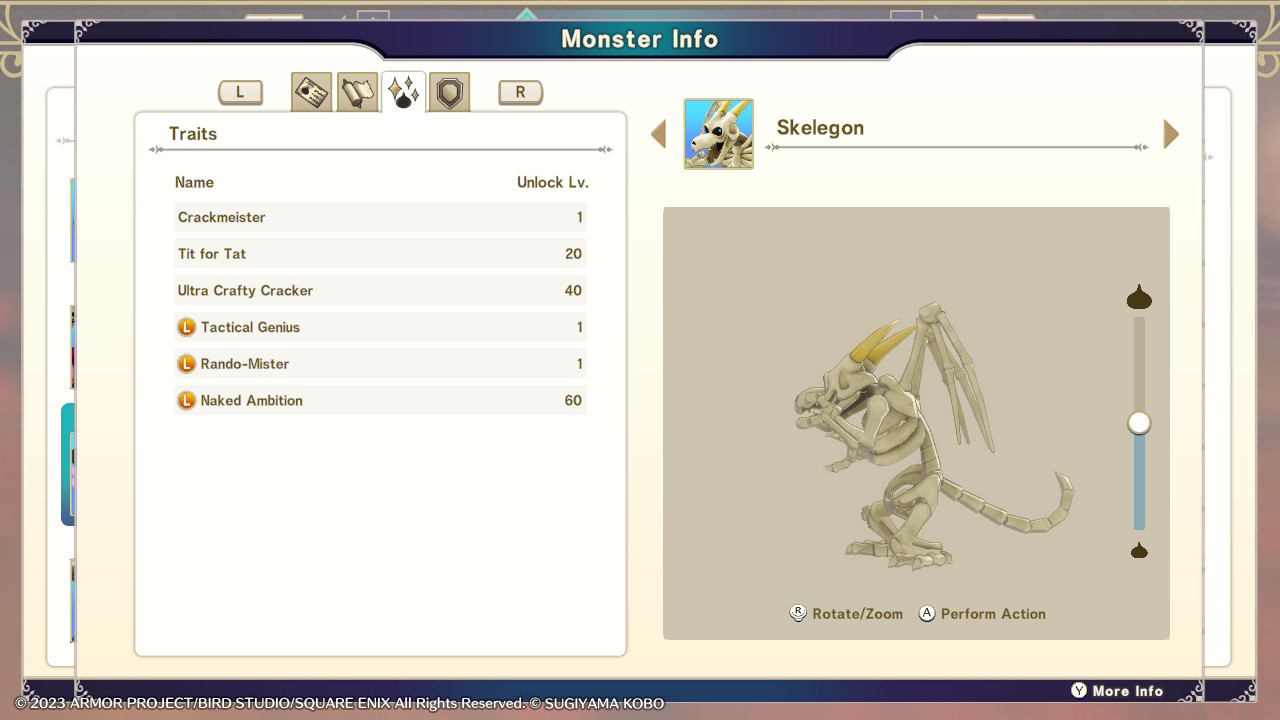 Monster Info
L
R
Traits
Name Unlock Lv.
Crackmeister 1
Tit for Tat 20
Ultra Crafty Cracker 40
L Tactical Genius 1
L Rando-Mister 1
L Naked Ambition 60
Skelegon
R Rotate/Zoom A Perform Action
Y More Info
© 2023 ARMOR PROJECT/BIRD STUDIO/SQUARE ENIX All Rights Reserved. © SUGIYAMA KOBO